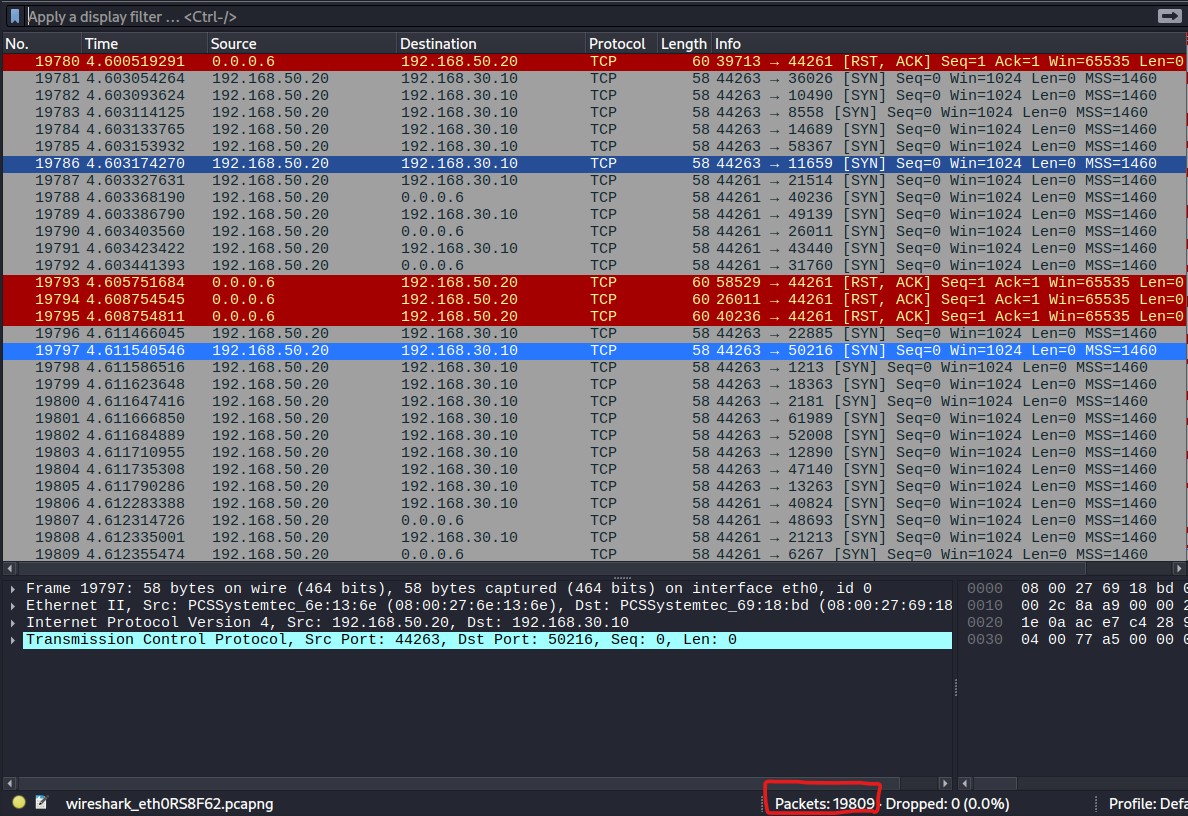 Apply a display filter … <Ctrl-/>
No. Time Source Destination Protocol Length Info
19780 4.600519291 0.0.0.6 192.168.50.20 TCP 60 39713 → 44261 [RST, ACK] Seq=1 Ack=1 Win=65535 Len=0
19781 4.603054264 192.168.50.20 192.168.30.10 TCP 58 44263 → 36026 [SYN] Seq=0 Win=1024 Len=0 MSS=1460
19782 4.603093624 192.168.50.20 192.168.30.10 TCP 58 44263 → 10490 [SYN] Seq=0 Win=1024 Len=0 MSS=1460
19783 4.603114125 192.168.50.20 192.168.30.10 TCP 58 44263 → 8558 [SYN] Seq=0 Win=1024 Len=0 MSS=1460
19784 4.603133765 192.168.50.20 192.168.30.10 TCP 58 44263 → 14689 [SYN] Seq=0 Win=1024 Len=0 MSS=1460
19785 4.603153932 192.168.50.20 192.168.30.10 TCP 58 44263 → 58367 [SYN] Seq=0 Win=1024 Len=0 MSS=1460
19786 4.603174270 192.168.50.20 192.168.30.10 TCP 58 44263 → 11659 [SYN] Seq=0 Win=1024 Len=0 MSS=1460
19787 4.603327631 192.168.50.20 192.168.30.10 TCP 58 44261 → 21514 [SYN] Seq=0 Win=1024 Len=0 MSS=1460
19788 4.603368190 192.168.50.20 0.0.0.6 TCP 58 44261 → 40236 [SYN] Seq=0 Win=1024 Len=0 MSS=1460
19789 4.603386790 192.168.50.20 192.168.30.10 TCP 58 44261 → 49139 [SYN] Seq=0 Win=1024 Len=0 MSS=1460
19790 4.603403560 192.168.50.20 0.0.0.6 TCP 58 44261 → 26011 [SYN] Seq=0 Win=1024 Len=0 MSS=1460
19791 4.603423422 192.168.50.20 192.168.30.10 TCP 58 44261 → 43440 [SYN] Seq=0 Win=1024 Len=0 MSS=1460
19792 4.603441393 192.168.50.20 0.0.0.6 TCP 58 44261 → 31760 [SYN] Seq=0 Win=1024 Len=0 MSS=1460
19793 4.605751684 0.0.0.6 192.168.50.20 TCP 60 58529 → 44261 [RST, ACK] Seq=1 Ack=1 Win=65535 Len=0
19794 4.608754545 0.0.0.6 192.168.50.20 TCP 60 26011 → 44261 [RST, ACK] Seq=1 Ack=1 Win=65535 Len=0
19795 4.608754811 0.0.0.6 192.168.50.20 TCP 60 40236 → 44261 [RST, ACK] Seq=1 Ack=1 Win=65535 Len=0
19796 4.611466045 192.168.50.20 192.168.30.10 TCP 58 44263 → 22885 [SYN] Seq=0 Win=1024 Len=0 MSS=1460
19797 4.611540546 192.168.50.20 192.168.30.10 TCP 58 44263 → 50216 [SYN] Seq=0 Win=1024 Len=0 MSS=1460
19798 4.611586516 192.168.50.20 192.168.30.10 TCP 58 44263 → 1213 [SYN] Seq=0 Win=1024 Len=0 MSS=1460
19799 4.611623648 192.168.50.20 192.168.30.10 TCP 58 44263 → 18363 [SYN] Seq=0 Win=1024 Len=0 MSS=1460
19800 4.611647416 192.168.50.20 192.168.30.10 TCP 58 44263 → 2181 [SYN] Seq=0 Win=1024 Len=0 MSS=1460
19801 4.611666850 192.168.50.20 192.168.30.10 TCP 58 44263 → 61989 [SYN] Seq=0 Win=1024 Len=0 MSS=1460
19802 4.611684889 192.168.50.20 192.168.30.10 TCP 58 44263 → 52008 [SYN] Seq=0 Win=1024 Len=0 MSS=1460
19803 4.611710955 192.168.50.20 192.168.30.10 TCP 58 44263 → 12890 [SYN] Seq=0 Win=1024 Len=0 MSS=1460
19804 4.611735308 192.168.50.20 192.168.30.10 TCP 58 44263 → 47140 [SYN] Seq=0 Win=1024 Len=0 MSS=1460
19805 4.611790286 192.168.50.20 192.168.30.10 TCP 58 44263 → 13263 [SYN] Seq=0 Win=1024 Len=0 MSS=1460
19806 4.612283388 192.168.50.20 192.168.30.10 TCP 58 44261 → 40824 [SYN] Seq=0 Win=1024 Len=0 MSS=1460
19807 4.612314726 192.168.50.20 0.0.0.6 TCP 58 44261 → 48693 [SYN] Seq=0 Win=1024 Len=0 MSS=1460
19808 4.612335001 192.168.50.20 192.168.30.10 TCP 58 44261 → 21213 [SYN] Seq=0 Win=1024 Len=0 MSS=1460
19809 4.612355474 192.168.50.20 0.0.0.6 TCP 58 44261 → 6267 [SYN] Seq=0 Win=1024 Len=0 MSS=1460
Frame 19797: 58 bytes on wire (464 bits), 58 bytes captured (464 bits) on interface eth0, id 0
Ethernet II, Src: PCSSystemtec_6e:13:6e (08:00:27:6e:13:6e), Dst: PCSSystemtec_69:18:bd (08:00:27:69:18
Internet Protocol Version 4, Src: 192.168.50.20, Dst: 192.168.30.10
Transmission Control Protocol, Src Port: 44263, Dst Port: 50216, Seq: 0, Len: 0
0000 08 00 27 69 18 bd
0010 00 2c 8a a9 00 00 2
0020 1e 0a ac e7 c4 28 9
0030 04 00 77 a5 00 00
wireshark_eth0RS8F62.pcapng
Packets: 19809 · Dropped: 0 (0.0%)
Profile: Defa